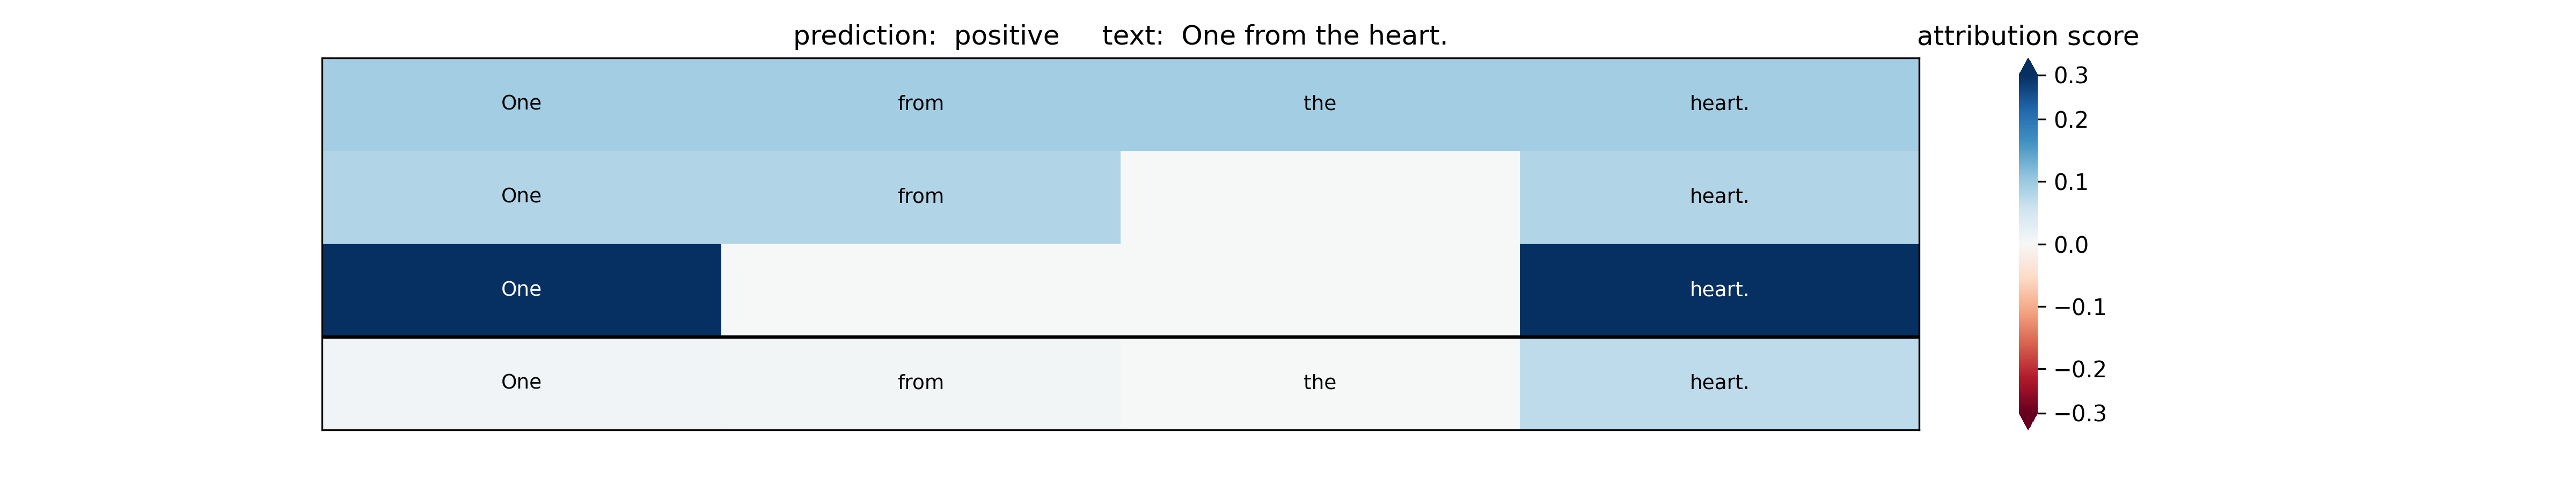 prediction: positive text: One from the heart.
attribution score
One from the heart.
One from heart.
One heart.
One from the heart.
0.3
0.2
0.1
0.0
−0.1
−0.2
−0.3